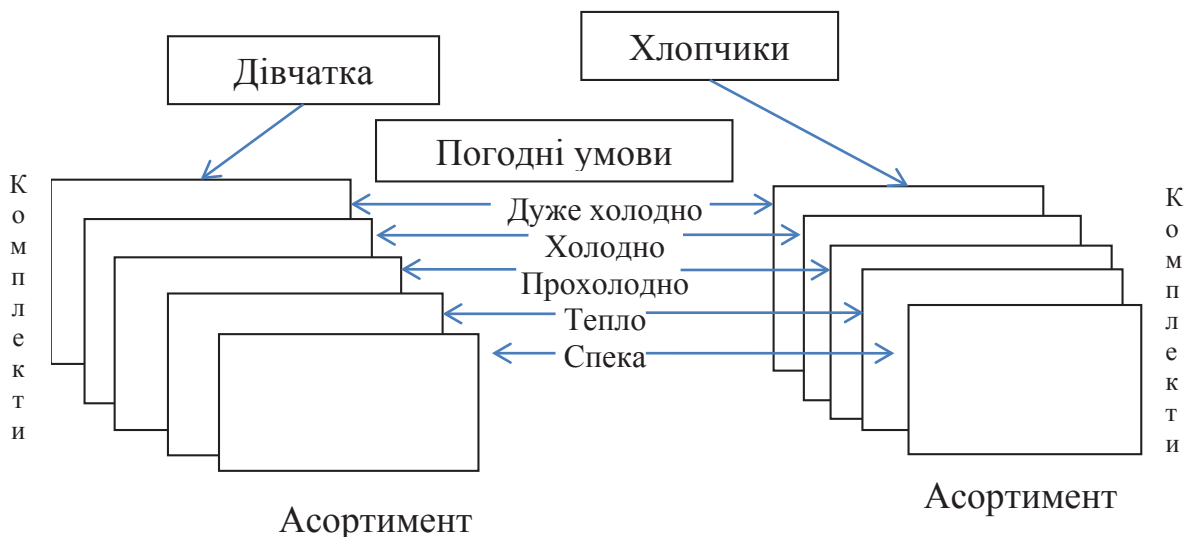 Дівчатка
Хлопчики
Погодні умови
Комплекти
Дуже холодно
Холодно
Прохолодно
Тепло
Спека
Комплекти
Асортимент
Асортимент